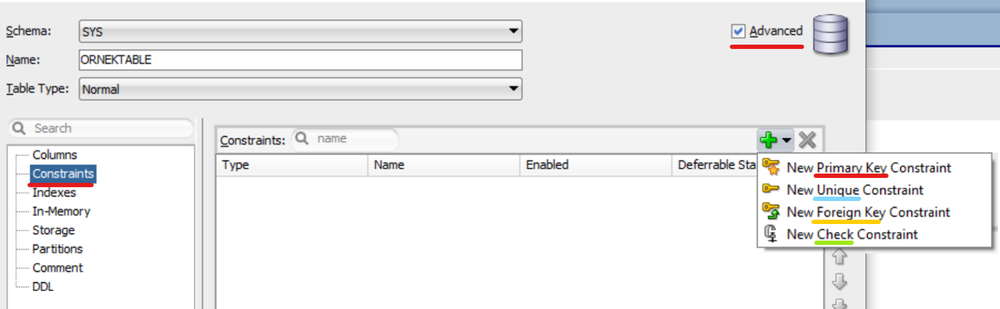 Schema: SYS
Advanced
Name: ORNEKTABLE
Table Type: Normal
Search
Constraints: name
Columns
Constraints
Indexes
In-Memory
Storage
Partitions
Comment
DDL
Type Name Enabled Deferrable Sta
New Primary Key Constraint
New Unique Constraint
New Foreign Key Constraint
New Check Constraint